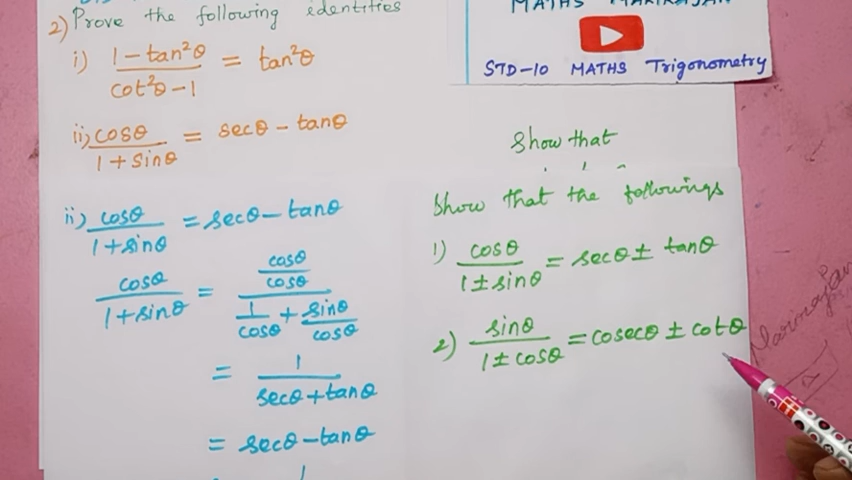 2) Prove the following identities
i) (1 - tan²θ)/(cot²θ - 1) = tan²θ
ii) cosθ/(1 + sinθ) = secθ - tanθ
ii) cosθ/(1 + sinθ) = secθ - tanθ
cosθ/(1 + sinθ) = (cosθ/cosθ)/(1/cosθ + sinθ/cosθ)
= 1/(secθ + tanθ)
= secθ - tanθ
STD-10 MATHS Trigonometry
Show that
Show that the followings
1) cosθ/(1 ± sinθ) = secθ ± tanθ
2) sinθ/(1 ± cosθ) = cosecθ ± cotθ